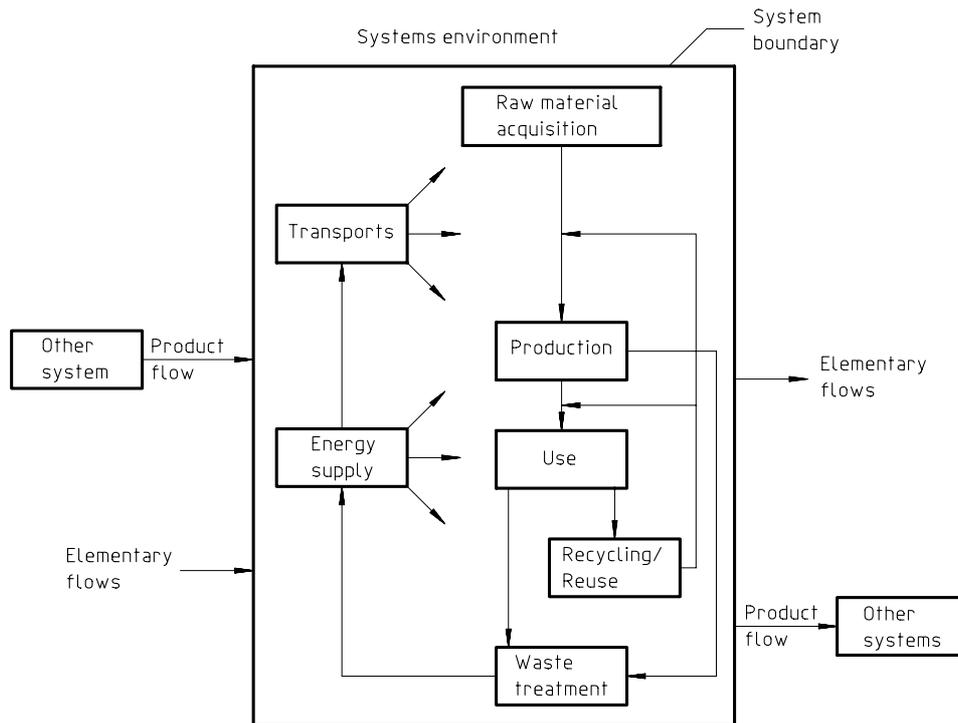 System
boundary
Systems environment
Raw material
acquisition
Transports
Other
system
Product
flow
Production
Elementary
flows
Energy
supply
Use
Elementary
flows
Recycling/
Reuse
Product
flow
Other
systems
Waste
treatment